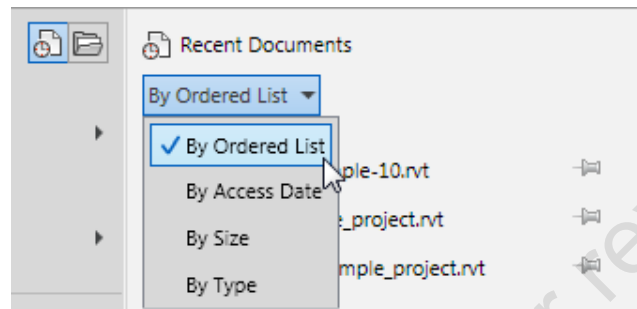 Recent Documents
By Ordered List
By Ordered List
ple-10.rvt
By Access Date
_project.rvt
By Size
mple_project.rvt
By Type